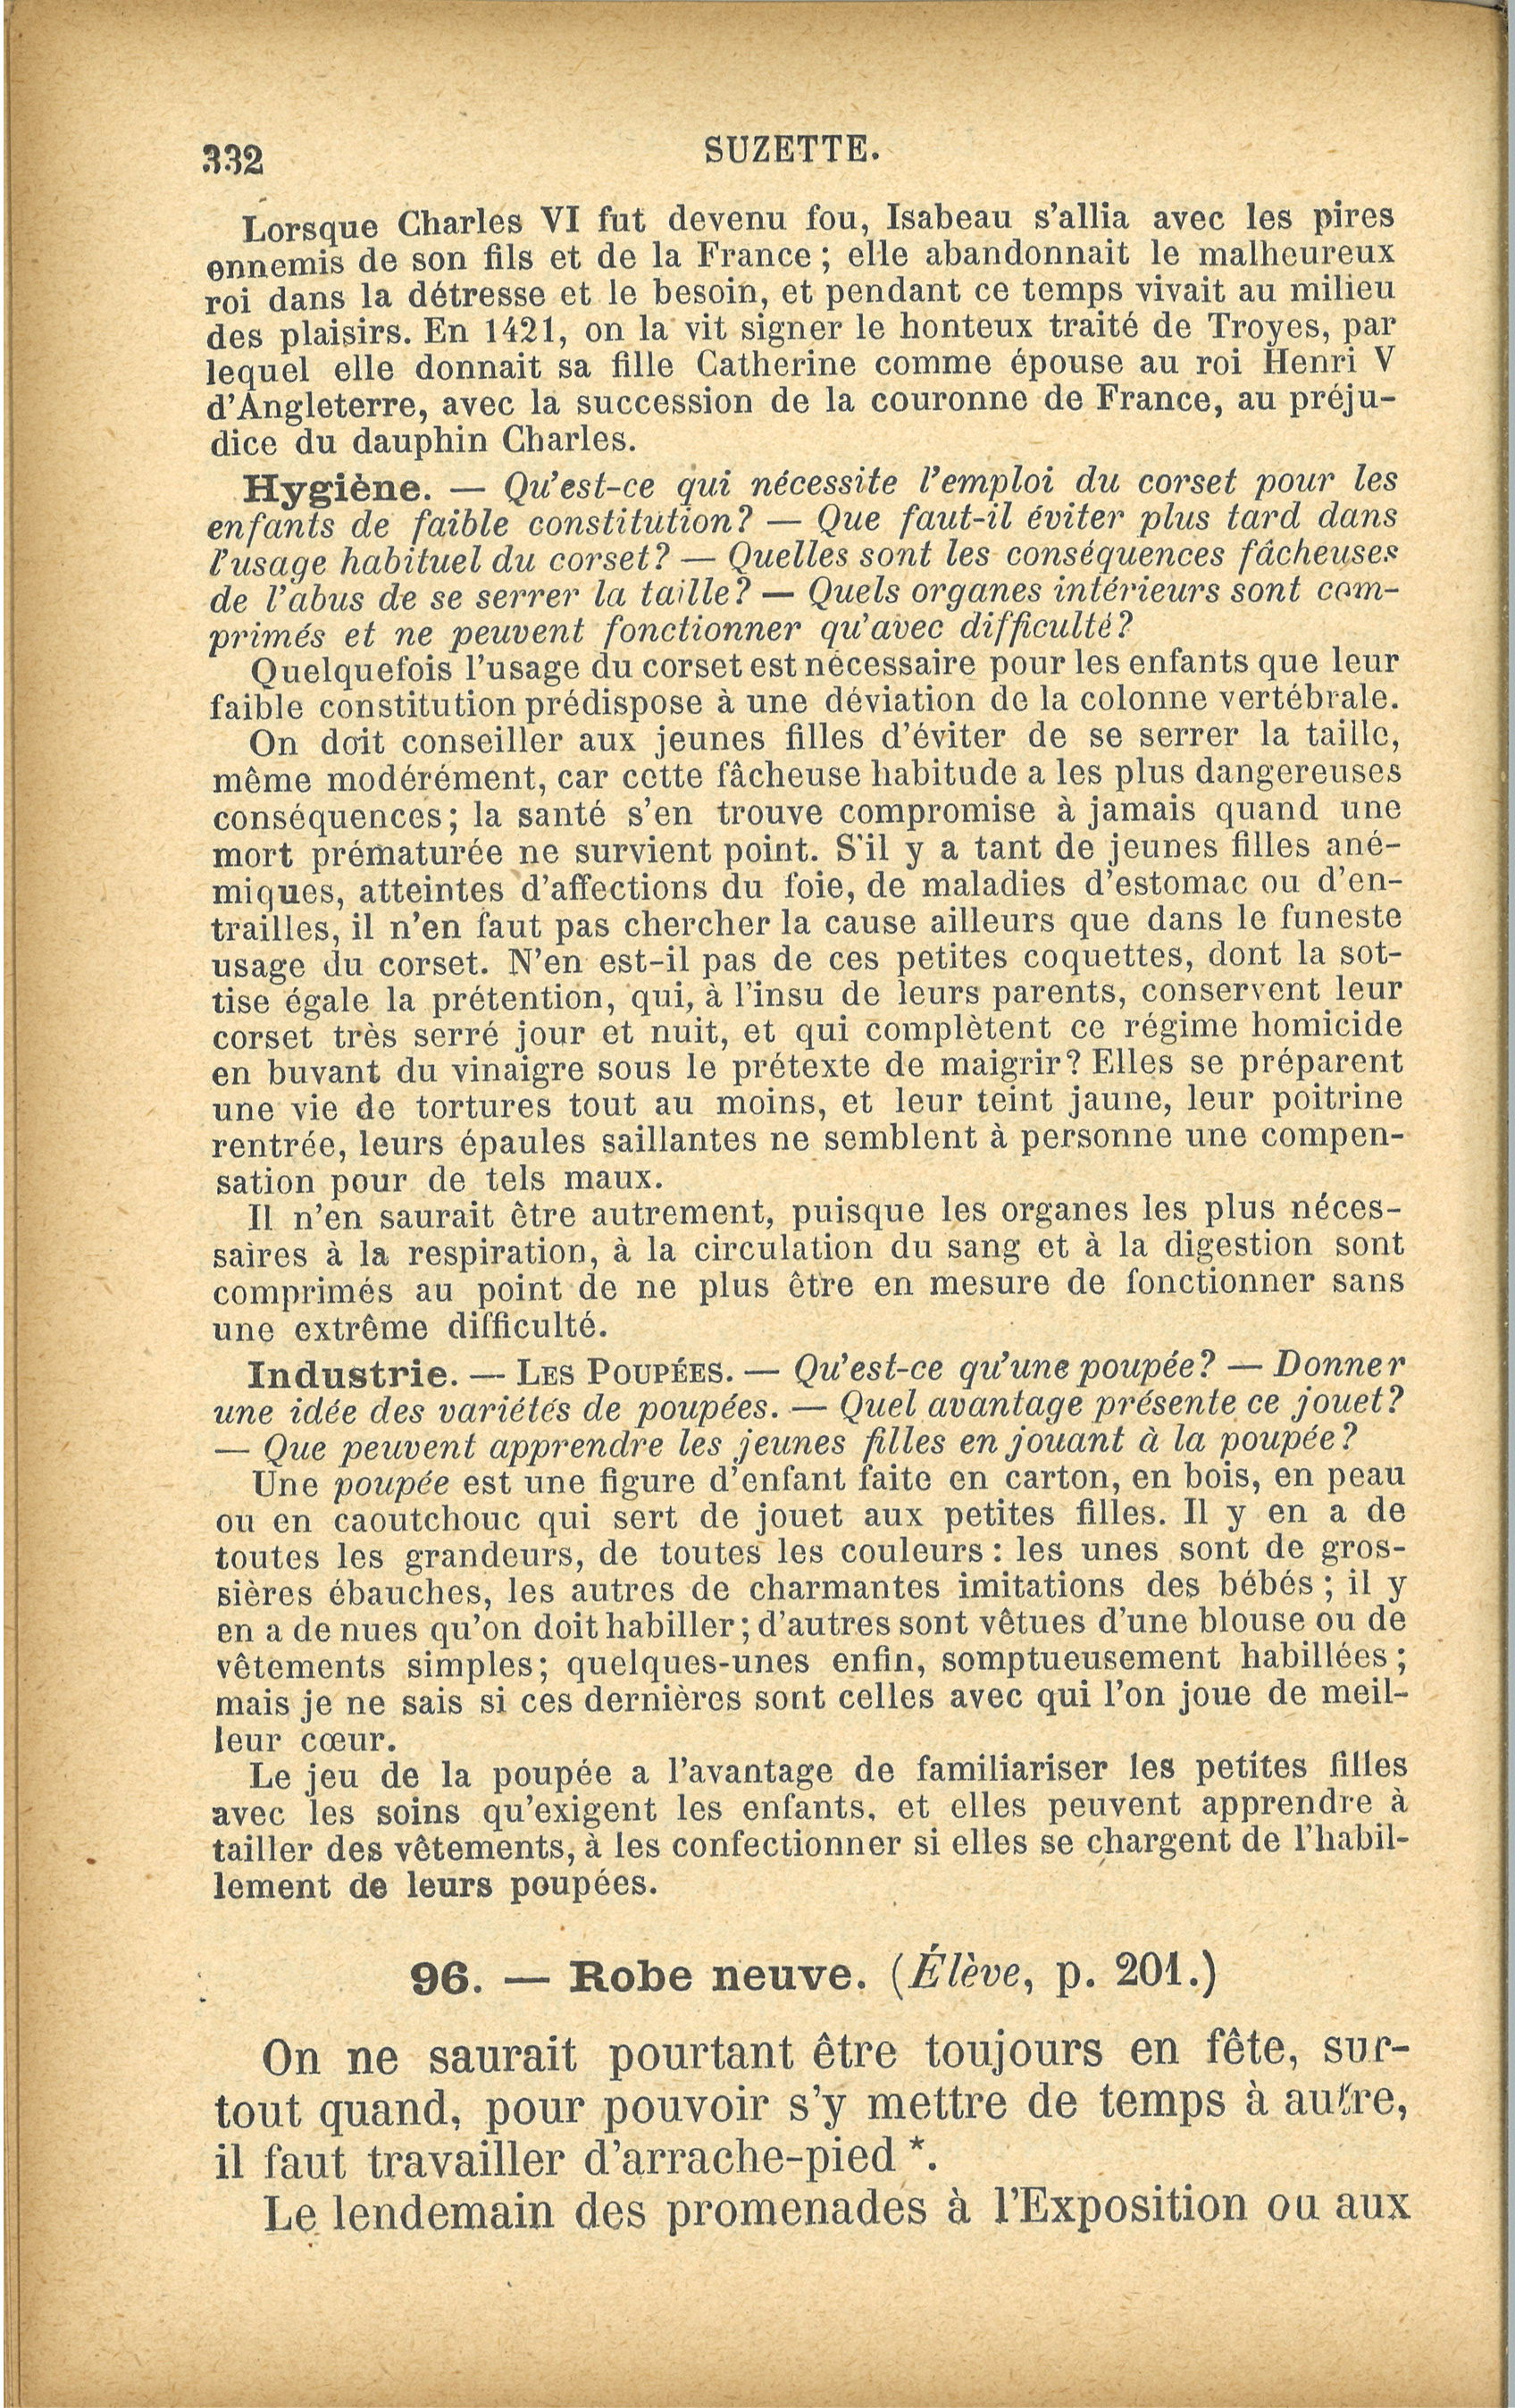 332
SUZETTE.
Lorsque Charles VI fut devenu fou, Isabeau s'allia avec les pires
ennemis de son fils et de la France ; elle abandonnait le malheureux
roi dans la détresse et le besoin, et pendant ce temps vivait au milieu
des plaisirs. En 1421, on la vit signer le honteux traité de Troyes, par
lequel elle donnait sa fille Catherine comme épouse au roi Henri V
d'Angleterre, avec la succession de la couronne de France, au préju-
dice du dauphin Charles.
Hygiène. — Qu'est-ce qui nécessite l'emploi du corset pour les
enfants de faible constitution? — Que faut-il éviter plus tard dans
l'usage habituel du corset? — Quelles sont les conséquences fâcheuses
de l'abus de se serrer la taille? — Quels organes intérieurs sont com-
primés et ne peuvent fonctionner qu'avec difficulté?
Quelquefois l'usage du corset est nécessaire pour les enfants que leur
faible constitution prédispose à une déviation de la colonne vertébrale.
On doit conseiller aux jeunes filles d'éviter de se serrer la taille,
même modérément, car cette fâcheuse habitude a les plus dangereuses
conséquences; la santé s'en trouve compromise à jamais quand une
mort prématurée ne survient point. S'il y a tant de jeunes filles ané-
miques, atteintes d'affections du foie, de maladies d'estomac ou d'en-
trailles, il n'en faut pas chercher la cause ailleurs que dans le funeste
usage du corset. N'en est-il pas de ces petites coquettes, dont la sot-
tise égale la prétention, qui, à l'insu de leurs parents, conservent leur
corset très serré jour et nuit, et qui complètent ce régime homicide
en buvant du vinaigre sous le prétexte de maigrir? Elles se préparent
une vie de tortures tout au moins, et leur teint jaune, leur poitrine
rentrée, leurs épaules saillantes ne semblent à personne une compen-
sation pour de tels maux.
Il n'en saurait être autrement, puisque les organes les plus néces-
saires à la respiration, à la circulation du sang et à la digestion sont
comprimés au point de ne plus être en mesure de fonctionner sans
une extrême difficulté.
Industrie. — LES POUPÉES. — Qu'est-ce qu'une poupée? — Donner
une idée des variétés de poupées. — Quel avantage présente ce jouet?
— Que peuvent apprendre les jeunes filles en jouant à la poupée?
Une poupée est une figure d'enfant faite en carton, en bois, en peau
ou en caoutchouc qui sert de jouet aux petites filles. Il y en a de
toutes les grandeurs, de toutes les couleurs : les unes sont de gros-
sières ébauches, les autres de charmantes imitations des bébés ; il y
en a de nues qu'on doit habiller ; d'autres sont vêtues d'une blouse ou de
vêtements simples; quelques-unes enfin, somptueusement habillées ;
mais je ne sais si ces dernières sont celles avec qui l'on joue de meil-
leur cœur.
Le jeu de la poupée a l'avantage de familiariser les petites filles
avec les soins qu'exigent les enfants, et elles peuvent apprendre à
tailler des vêtements, à les confectionner si elles se chargent de l'habil-
lement de leurs poupées.
96. — Robe neuve. (Élève, p. 201.)
On ne saurait pourtant être toujours en fête, sur-
tout quand, pour pouvoir s'y mettre de temps à autre,
il faut travailler d'arrache-pied *.
Le lendemain des promenades à l'Exposition ou aux